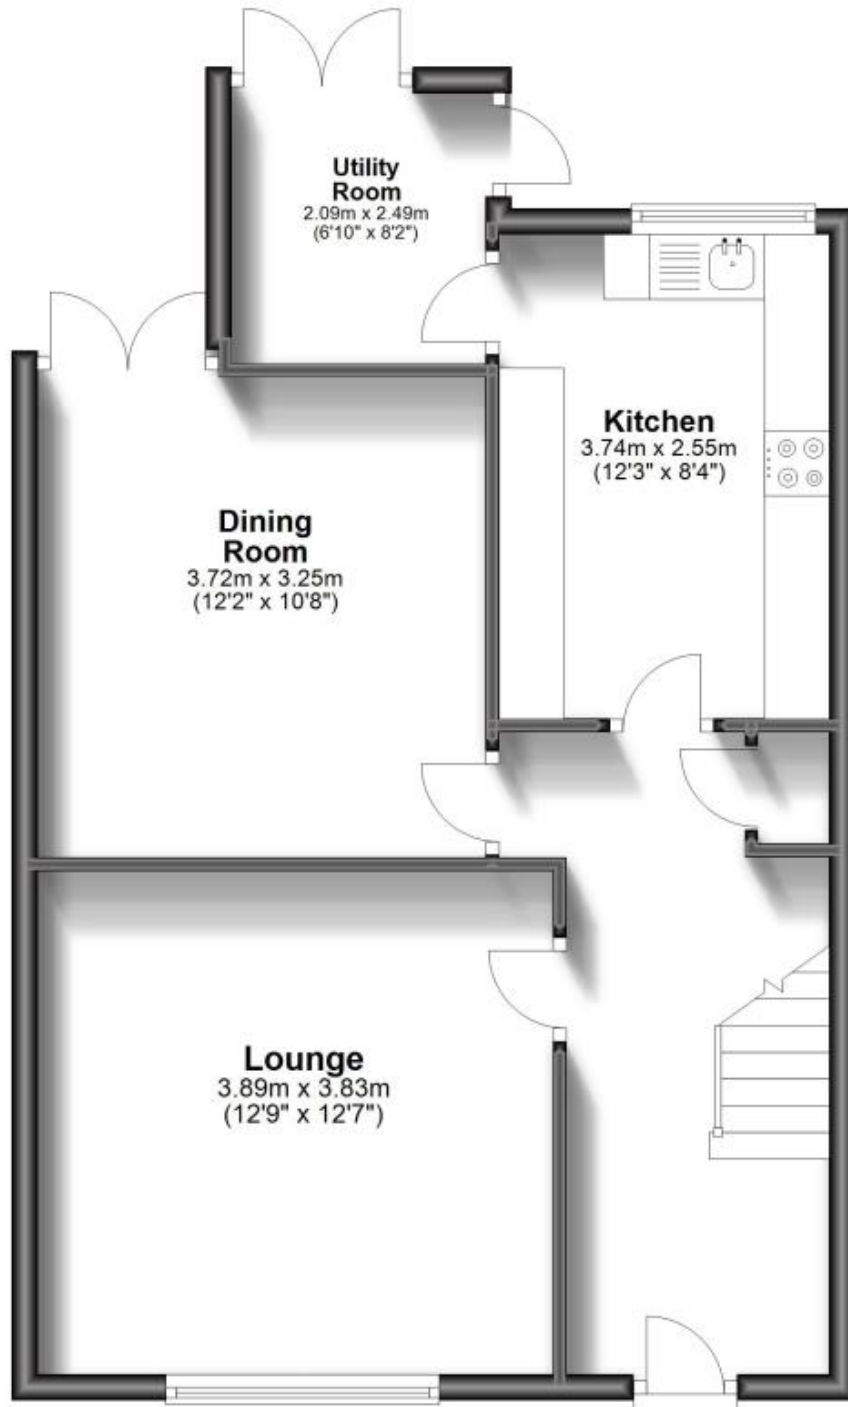 Utility
Room
2.09m x 2.49m
(6'10" x 8'2")
Kitchen
3.74m x 2.55m
(12'3" x 8'4")
Dining
Room
3.72m x 3.25m
(12'2" x 10'8")
Lounge
3.89m x 3.83m
(12'9" x 12'7")